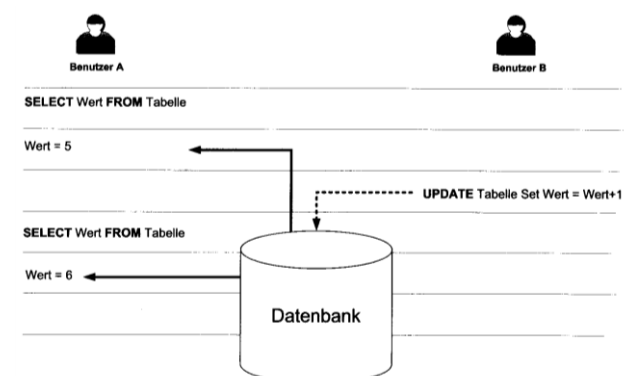 Benutzer A
Benutzer B
SELECT Wert FROM Tabelle
Wert = 5
UPDATE Tabelle Set Wert = Wert+1
SELECT Wert FROM Tabelle
Wert = 6
Datenbank